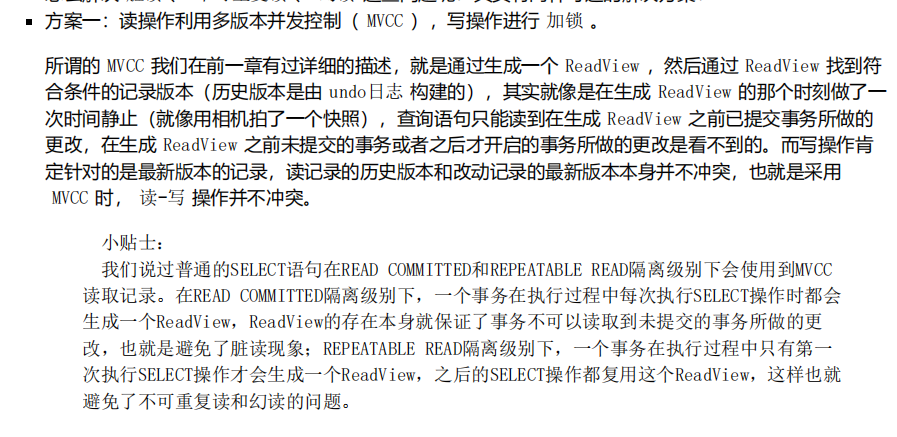 方案一：读操作利用多版本并发控制（ MVCC ），写操作进行 加锁 。
所谓的 MVCC 我们在前一章有过详细的描述，就是通过生成一个 ReadView ，然后通过 ReadView 找到符
合条件的记录版本（历史版本是由 undo日志 构建的），其实就像是在生成 ReadView 的那个时刻做了一
次时间静止（就像用相机拍了一个快照），查询语句只能读到在生成 ReadView 之前已提交事务所做的
更改，在生成 ReadView 之前未提交的事务或者之后才开启的事务所做的更改是看不到的。而写操作肯
定针对的是最新版本的记录，读记录的历史版本和改动记录的最新版本本身并不冲突，也就是采用
MVCC 时， 读-写 操作并不冲突。
小贴士：
我们说过普通的SELECT语句在READ COMMITTED和REPEATABLE READ隔离级别下会使用到MVCC
读取记录。在READ COMMITTED隔离级别下，一个事务在执行过程中每次执行SELECT操作时都会
生成一个ReadView，ReadView的存在本身就保证了事务不可以读取到未提交的事务所做的更
改，也就是避免了脏读现象；REPEATABLE READ隔离级别下，一个事务在执行过程中只有第一
次执行SELECT操作才会生成一个ReadView，之后的SELECT操作都复用这个ReadView，这样也就
避免了不可重复读和幻读的问题。